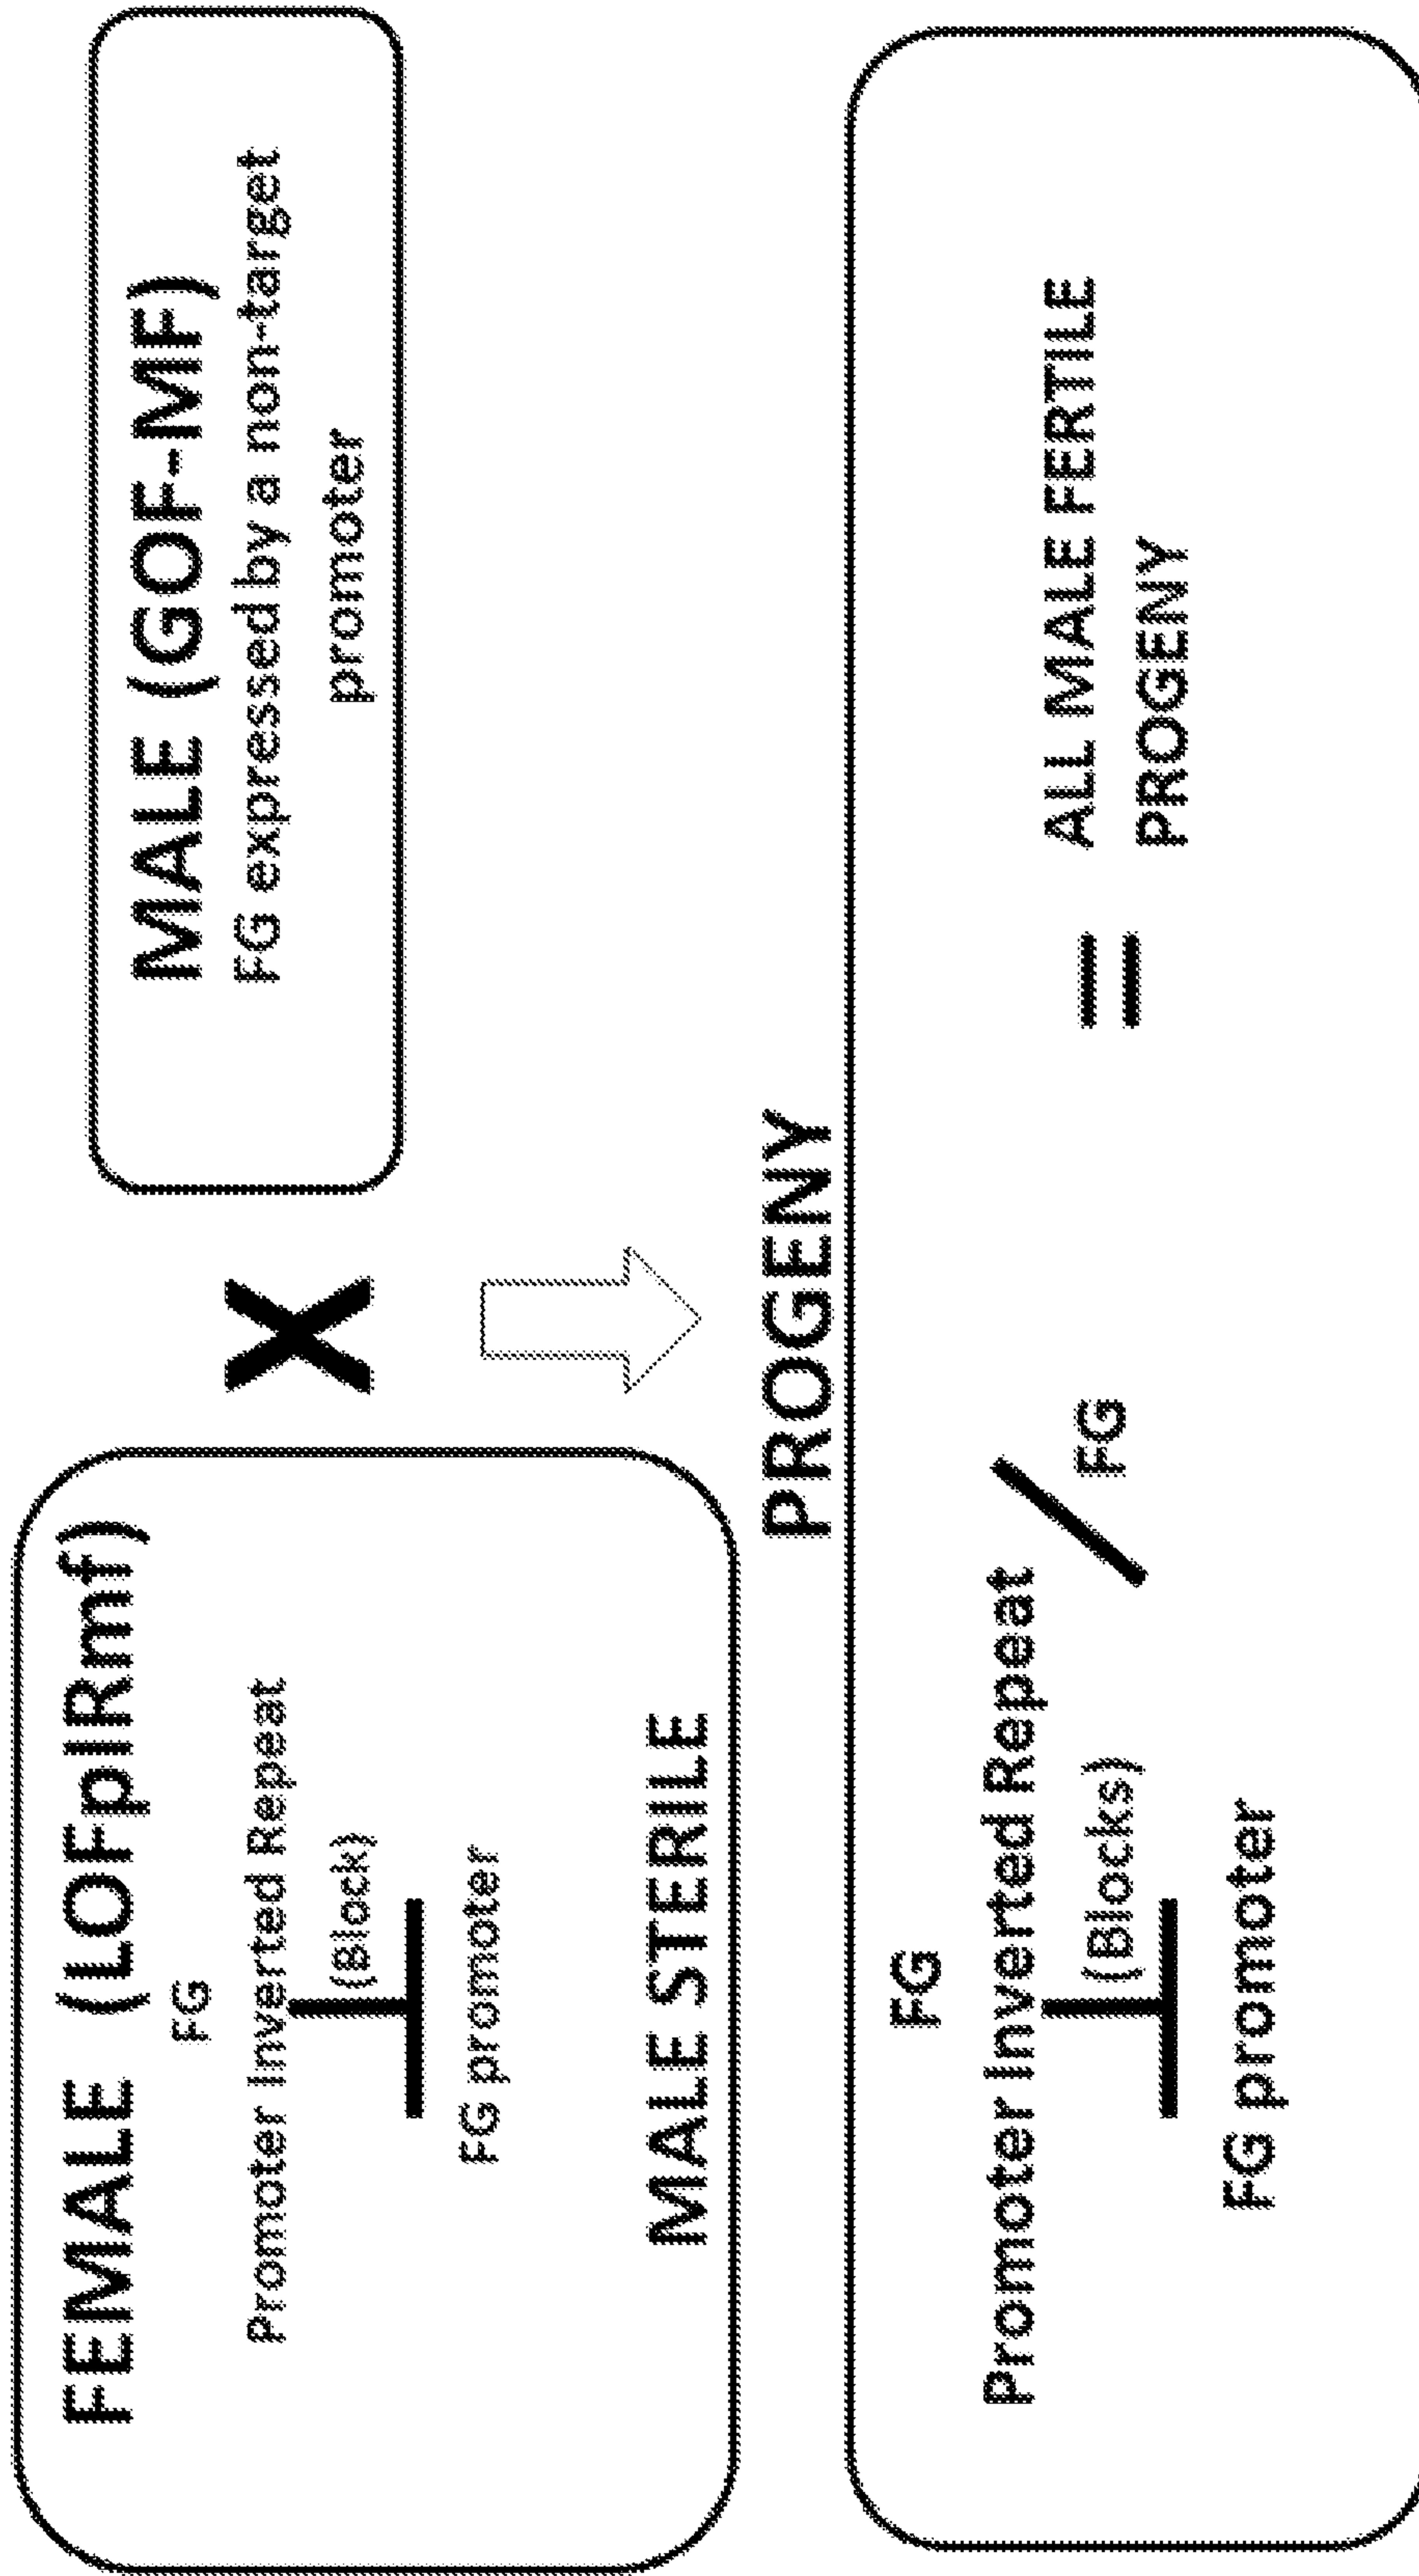 FEMALE (LOFpIRmf)
FG
Promoter Inverted Repeat
(Block)
FG promoter
MALE STERILE
X
MALE (GOF-MF)
FG expressed by a non-target
promoter
PROGENY
FG
Promoter Inverted Repeat
(Blocks)
FG promoter
/
FG
=
ALL MALE FERTILE
PROGENY